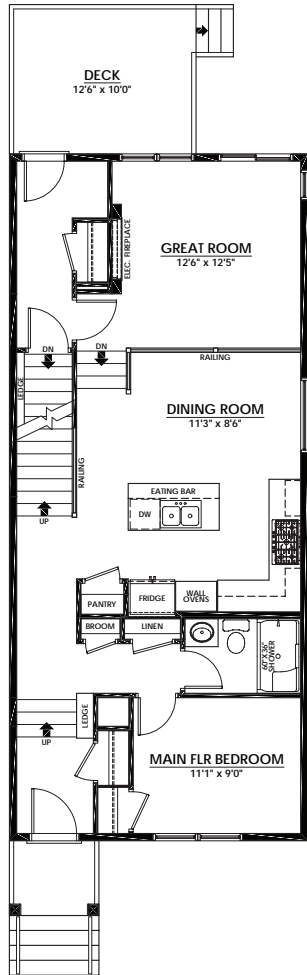 DECK
12'6" x 10'0"
ELEC. FIREPLACE
GREAT ROOM
12'6" x 12'5"
DN
DN
RAILING
LEDGE
DINING ROOM
11'3" x 8'6"
RAILING
EATING BAR
DW
UP
PANTRY
FRIDGE
WALL
OVENS
BROOM
LINEN
60"X36"
SHOWER
LEDGE
UP
MAIN FLR BEDROOM
11'1" x 9'0"